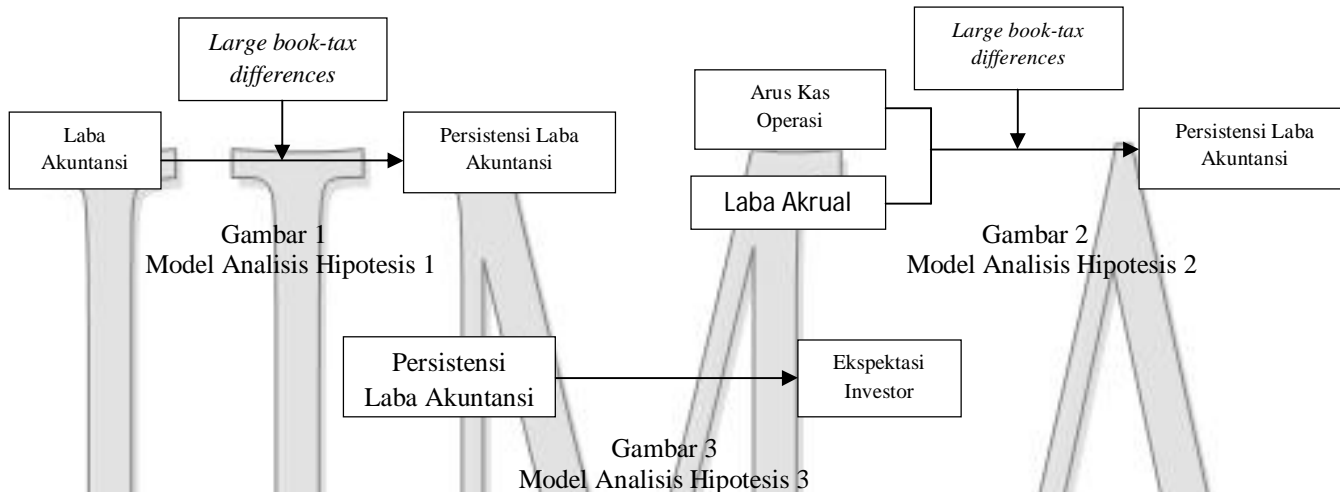 Large book-tax
differences
Laba
Akuntansi
Persistensi Laba
Akuntansi
Gambar 1
Model Analisis Hipotesis 1
Large book-tax
differences
Arus Kas
Operasi
Laba Akrual
Persistensi Laba
Akuntansi
Gambar 2
Model Analisis Hipotesis 2
Persistensi
Laba Akuntansi
Ekspektasi
Investor
Gambar 3
Model Analisis Hipotesis 3